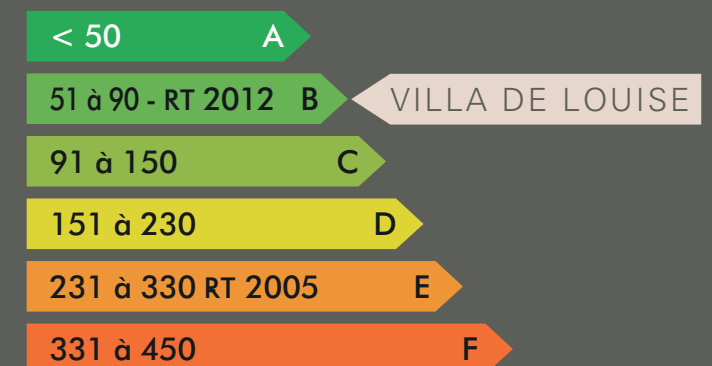 < 50 A
51 à 90 - RT 2012 B VILLA DE LOUISE
91 à 150 C
151 à 230 D
231 à 330 RT 2005 E
331 à 450 F